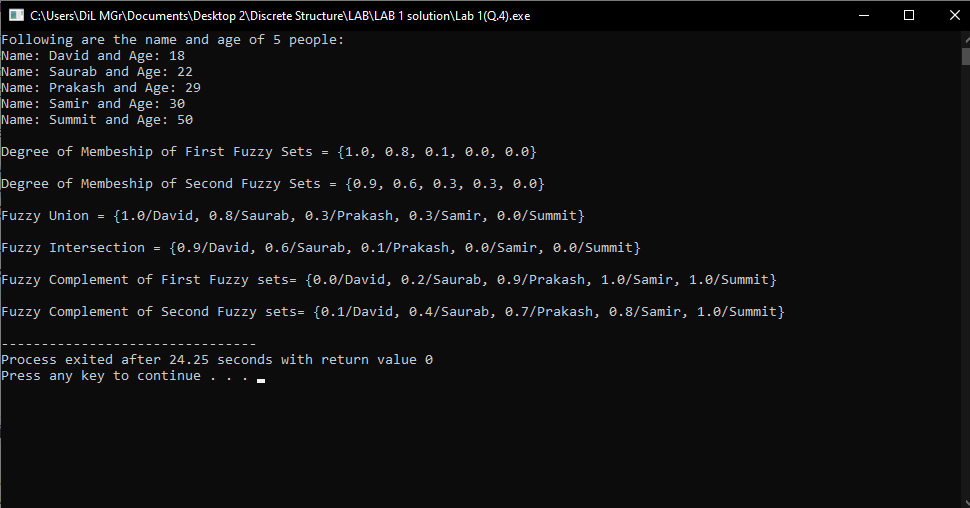 C:\Users\DiL MGr\Documents\Desktop 2\Discrete Structure\LAB\LAB 1 solution\Lab 1(Q.4).exe
Following are the name and age of 5 people:
Name: David and Age: 18
Name: Saurab and Age: 22
Name: Prakash and Age: 29
Name: Samir and Age: 30
Name: Summit and Age: 50
Degree of Membeship of First Fuzzy Sets = {1.0, 0.8, 0.1, 0.0, 0.0}
Degree of Membeship of Second Fuzzy Sets = {0.9, 0.6, 0.3, 0.3, 0.0}
Fuzzy Union = {1.0/David, 0.8/Saurab, 0.3/Prakash, 0.3/Samir, 0.0/Summit}
Fuzzy Intersection = {0.9/David, 0.6/Saurab, 0.1/Prakash, 0.0/Samir, 0.0/Summit}
Fuzzy Complement of First Fuzzy sets= {0.0/David, 0.2/Saurab, 0.9/Prakash, 1.0/Samir, 1.0/Summit}
Fuzzy Complement of Second Fuzzy sets= {0.1/David, 0.4/Saurab, 0.7/Prakash, 0.8/Samir, 1.0/Summit}
--------------------------------
Process exited after 24.25 seconds with return value 0
Press any key to continue . . .